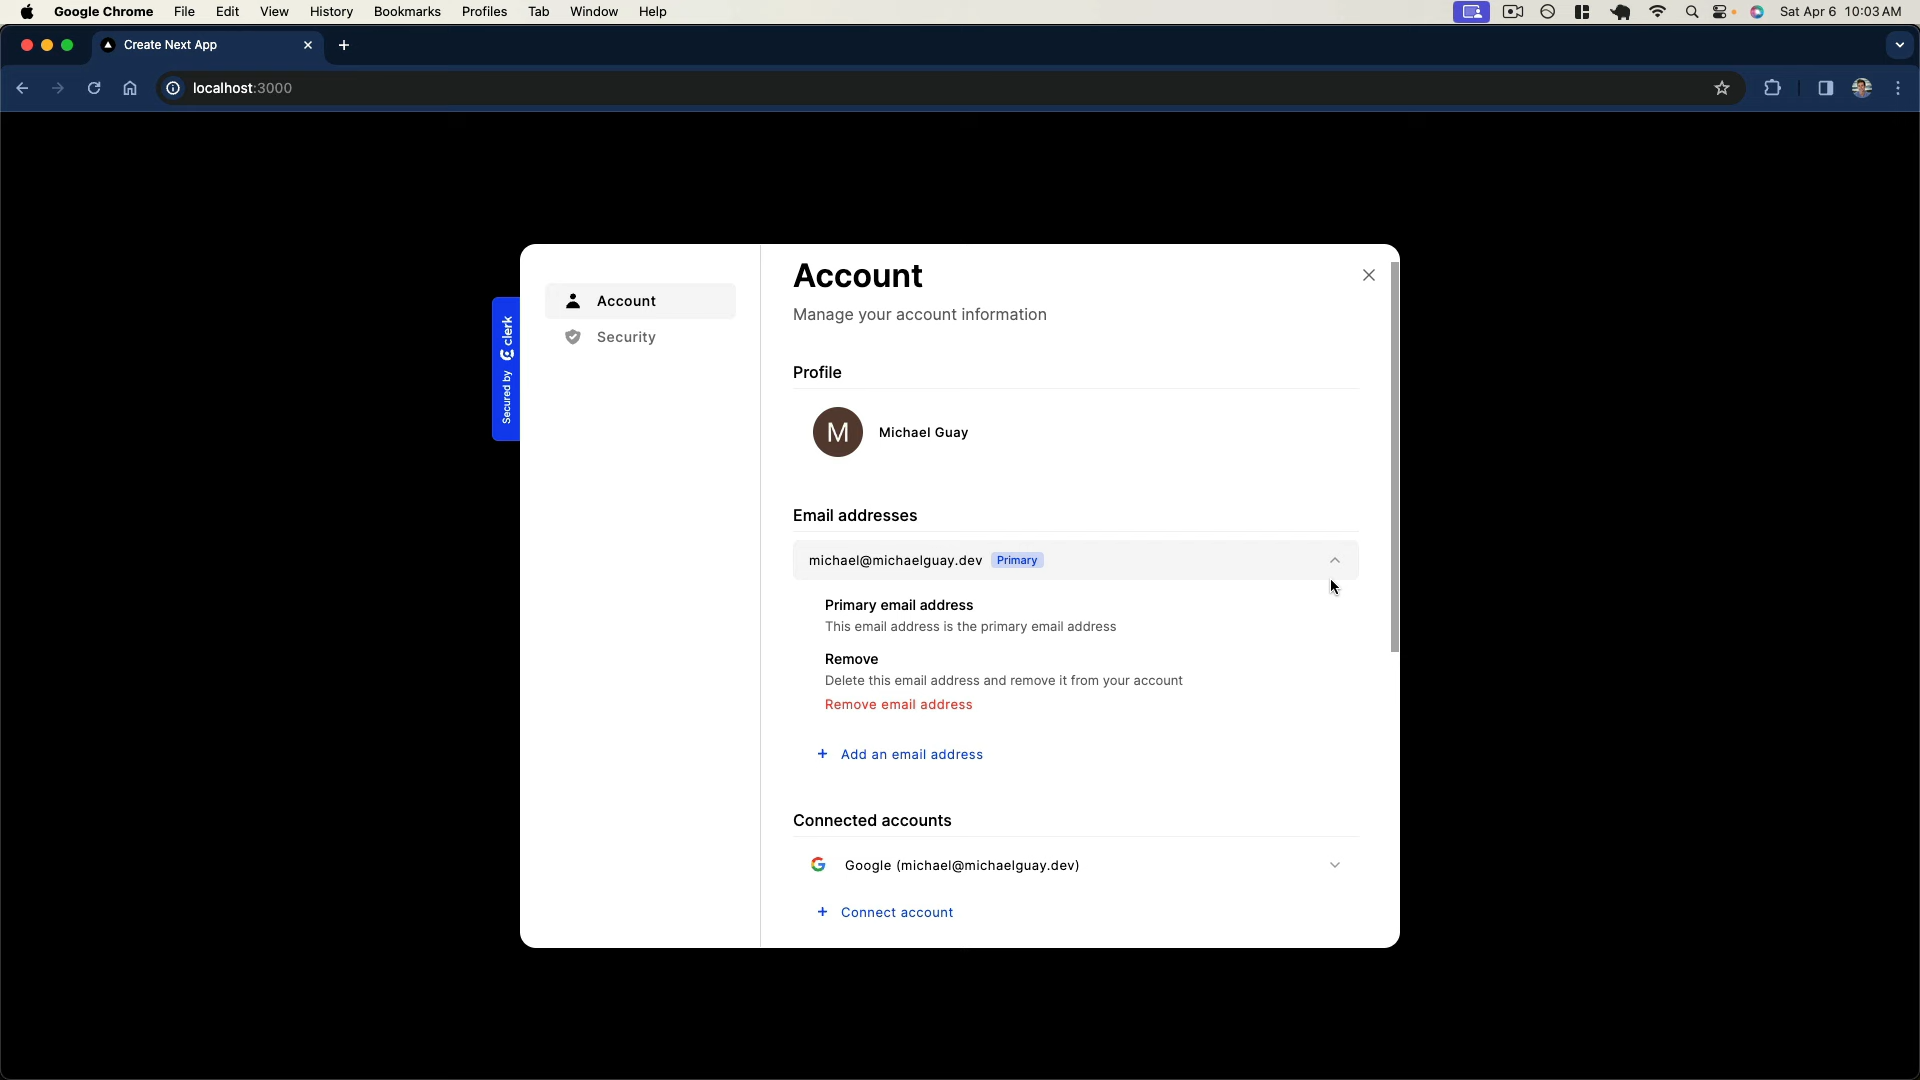 Google Chrome File Edit View History Bookmarks Profiles Tab Window Help Sat Apr 6 10:03 AM
Create Next App
localhost:3000
Secured by clerk
Account
Security
Account
Manage your account information
Profile
M Michael Guay
Email addresses
michael@michaelguay.dev Primary
Primary email address
This email address is the primary email address
Remove
Delete this email address and remove it from your account
Remove email address
+ Add an email address
Connected accounts
Google (michael@michaelguay.dev)
+ Connect account